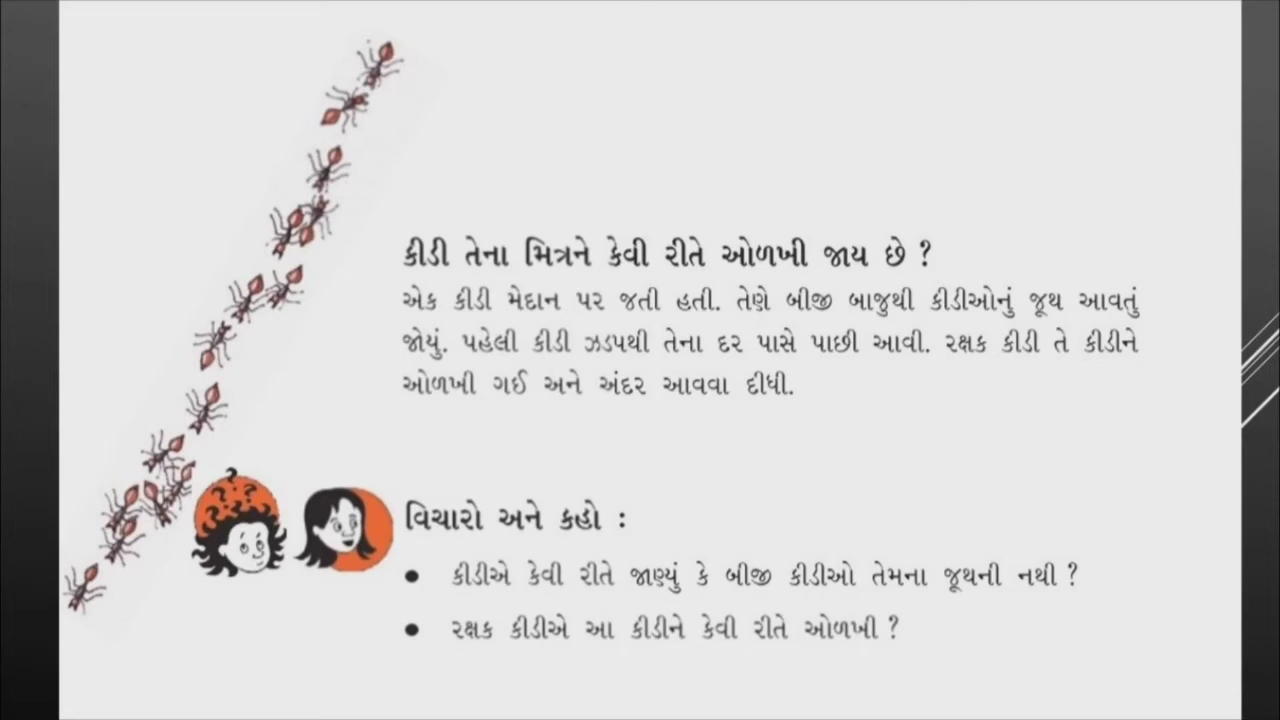 કીડી તેના મિત્રને કેવી રીતે ઓળખી જાય છે ?
એક કીડી મેદાન પર જતી હતી. તેણે બીજી બાજુથી કીડીઓનું જૂથ આવતું
જોયું. પહેલી કીડી ઝડપથી તેના દર પાસે પાછી આવી. રક્ષક કીડી તે કીડીને
ઓળખી ગઈ અને અંદર આવવા દીધી.
વિચારો અને કહો :
• કીડીએ કેવી રીતે જાણ્યું કે બીજી કીડીઓ તેમના જૂથની નથી ?
• રક્ષક કીડીએ આ કીડીને કેવી રીતે ઓળખી ?